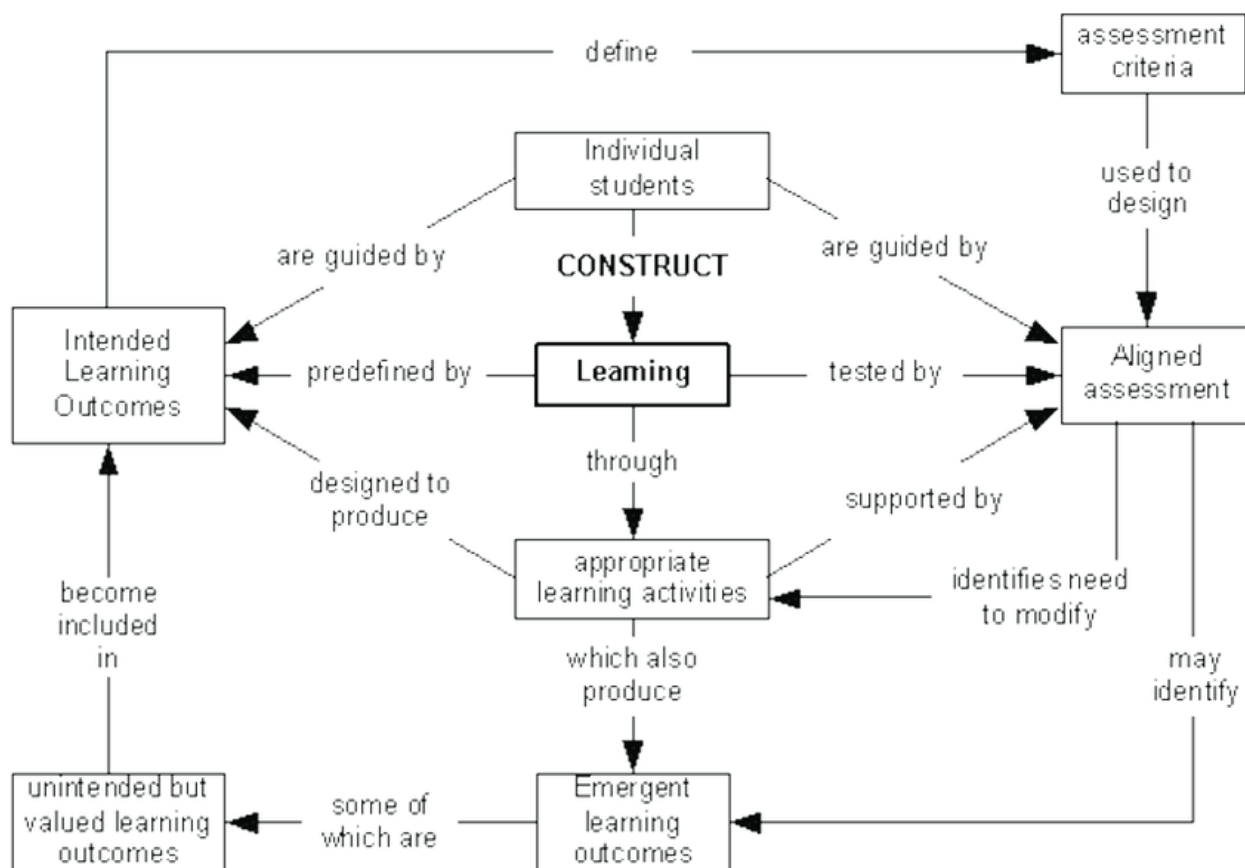 define
assessment
criteria
Individual
students
used to
design
are guided by
are guided by
CONSTRUCT
Intended
Learning
Outcomes
predefined by
Learning
tested by
Aligned
assessment
through
designed to
produce
supported by
appropriate
learning activities
identifies need
to modify
become
included
in
which also
produce
may
identify
unintended but
valued learning
outcomes
some of
which are
Emergent
learning
outcomes